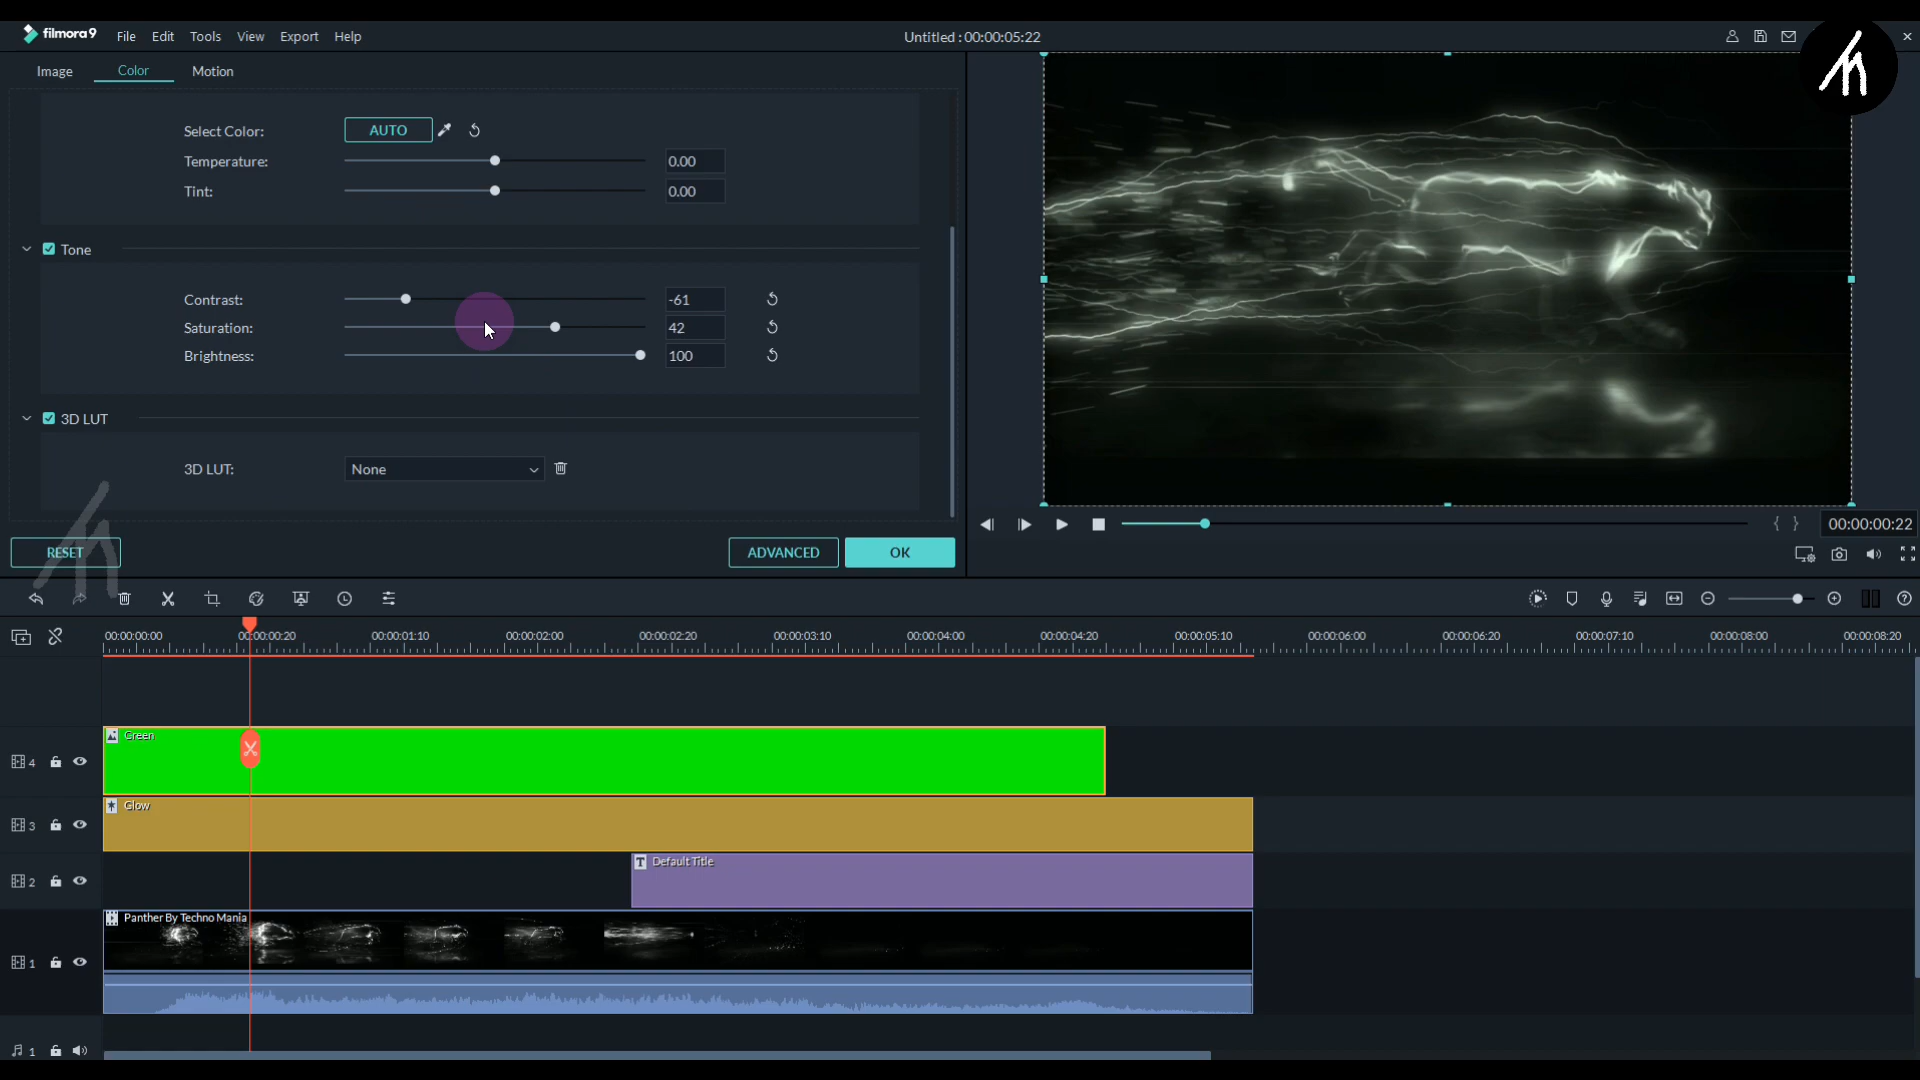 filmora9 File Edit Tools View Export Help Untitled : 00:00:05:22
Image Color Motion
Select Color: AUTO
Temperature: 0.00
Tint: 0.00
Tone
Contrast: -61
Saturation: 42
Brightness: 100
3D LUT
3D LUT: None
00:00:00:22
RESET ADVANCED OK
00:00:00:00 00:00:00:20 00:00:01:10 00:00:02:00 00:00:02:20 00:00:03:10 00:00:04:00 00:00:04:20 00:00:05:10 00:00:06:00 00:00:06:20 00:00:07:10 00:00:08:00 00:00:08:20
Green
4
Glow
3
Default Title
2
Panther By Techno Mania
1
1